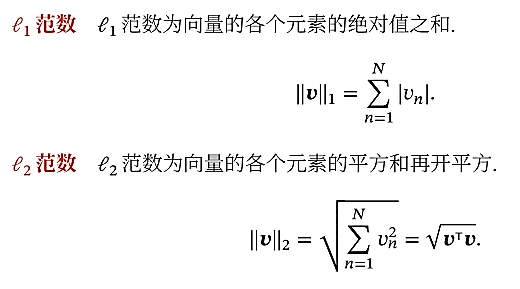 ℓ₁ 范数 ℓ₁ 范数为向量的各个元素的绝对值之和.
‖𝒗‖₁ = ∑_{n=1}^{N} |vₙ|.
ℓ₂ 范数 ℓ₂ 范数为向量的各个元素的平方和再开平方.
‖𝒗‖₂ = √(∑_{n=1}^{N} vₙ²) = √(𝒗ᵀ𝒗).